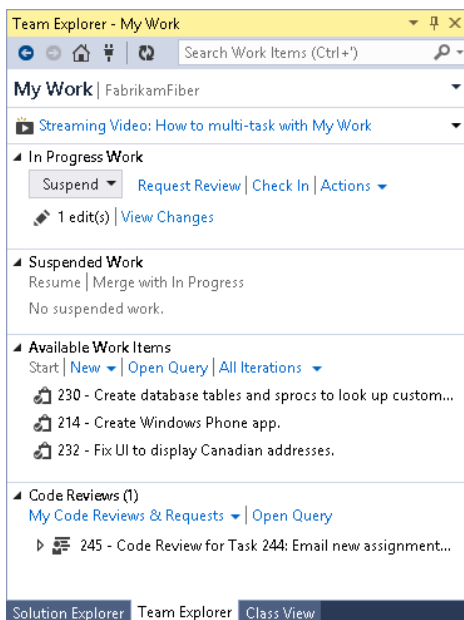 Team Explorer - My Work
Search Work Items (Ctrl+')
My Work | FabrikamFiber
Streaming Video: How to multi-task with My Work
In Progress Work
Suspend Request Review | Check In | Actions
1 edit(s) | View Changes
Suspended Work
Resume | Merge with In Progress
No suspended work.
Available Work Items
Start | New | Open Query | All Iterations
230 - Create database tables and sprocs to look up custom...
214 - Create Windows Phone app.
232 - Fix UI to display Canadian addresses.
Code Reviews (1)
My Code Reviews & Requests | Open Query
245 - Code Review for Task 244: Email new assignment...
Solution Explorer Team Explorer Class View